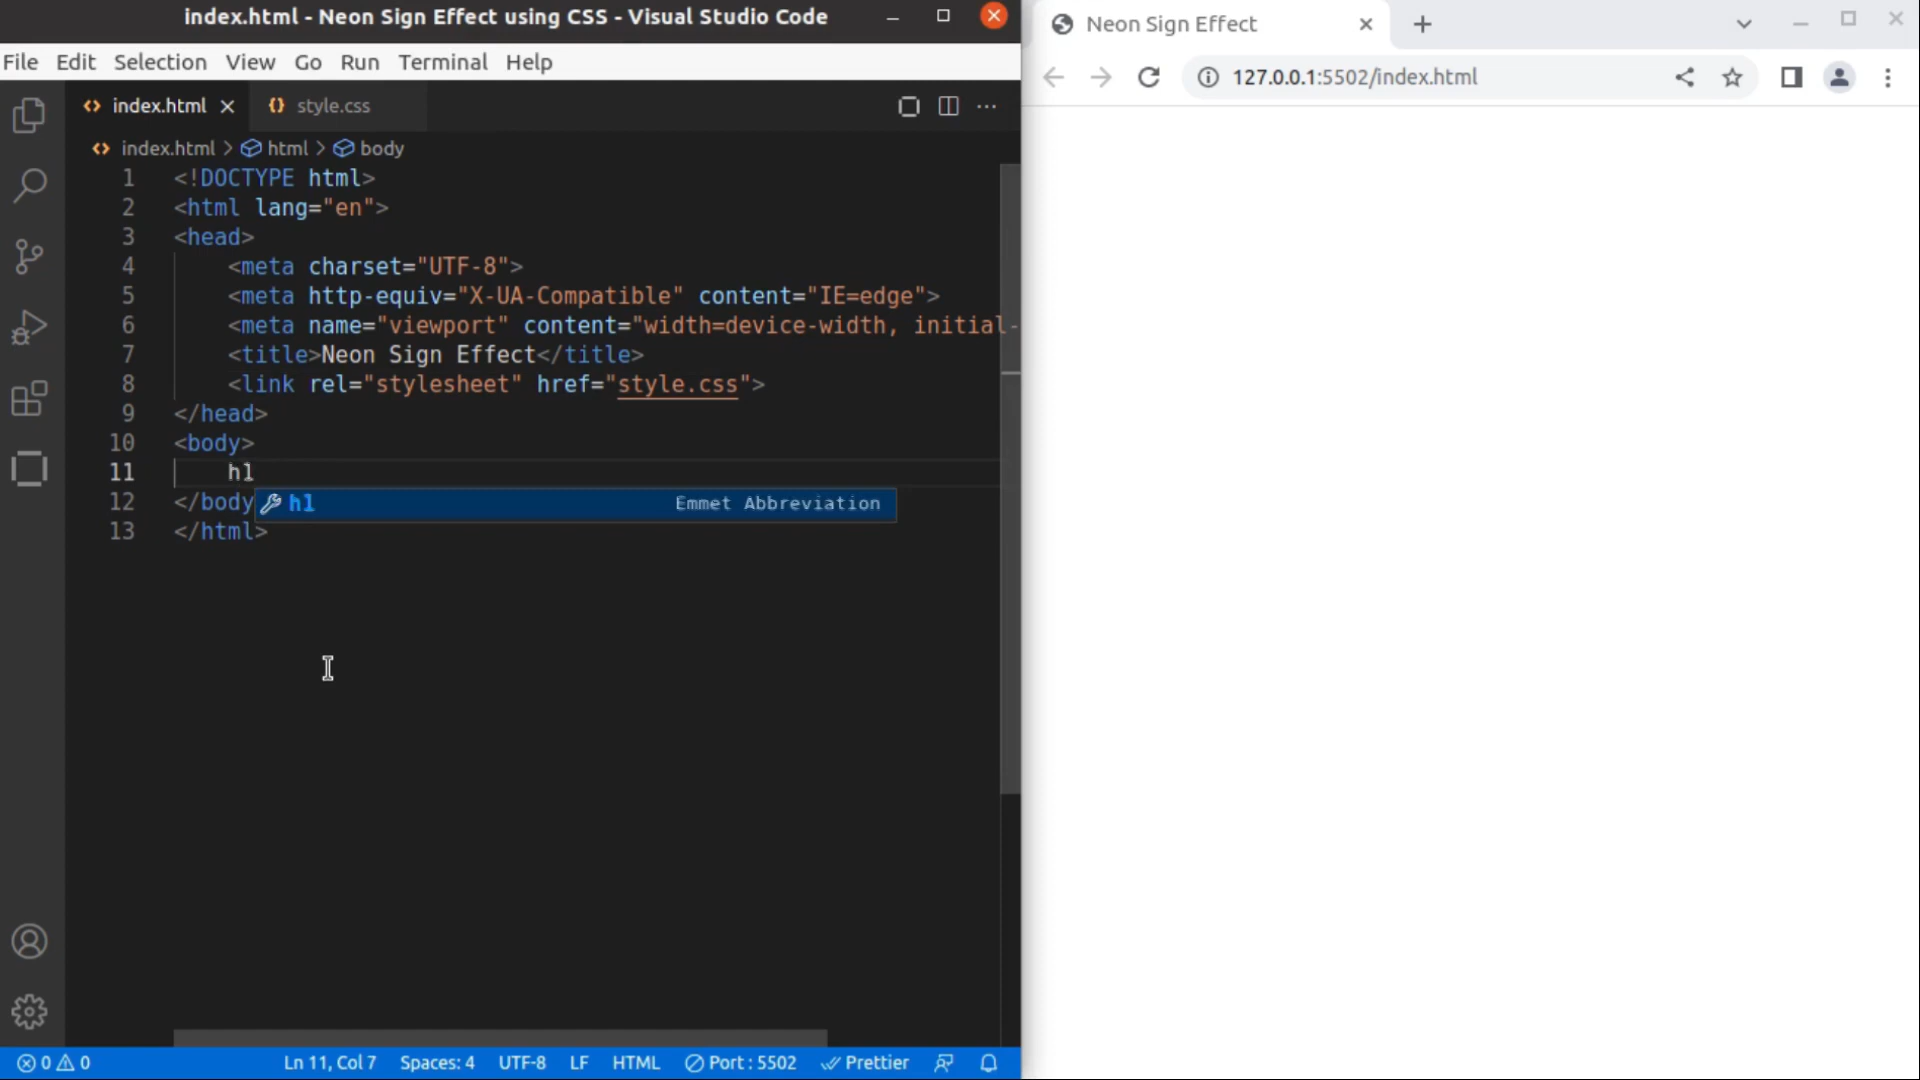 index.html - Neon Sign Effect using CSS - Visual Studio Code
File Edit Selection View Go Run Terminal Help
index.html style.css
index.html > html > body
1 <!DOCTYPE html>
2 <html lang="en">
3 <head>
4 <meta charset="UTF-8">
5 <meta http-equiv="X-UA-Compatible" content="IE=edge">
6 <meta name="viewport" content="width=device-width, initial-
7 <title>Neon Sign Effect</title>
8 <link rel="stylesheet" href="style.css">
9 </head>
10 <body>
11 h1
12 </body
h1 Emmet Abbreviation
13 </html>
0 0 Ln 11, Col 7 Spaces: 4 UTF-8 LF HTML Port : 5502 Prettier
Neon Sign Effect
127.0.0.1:5502/index.html